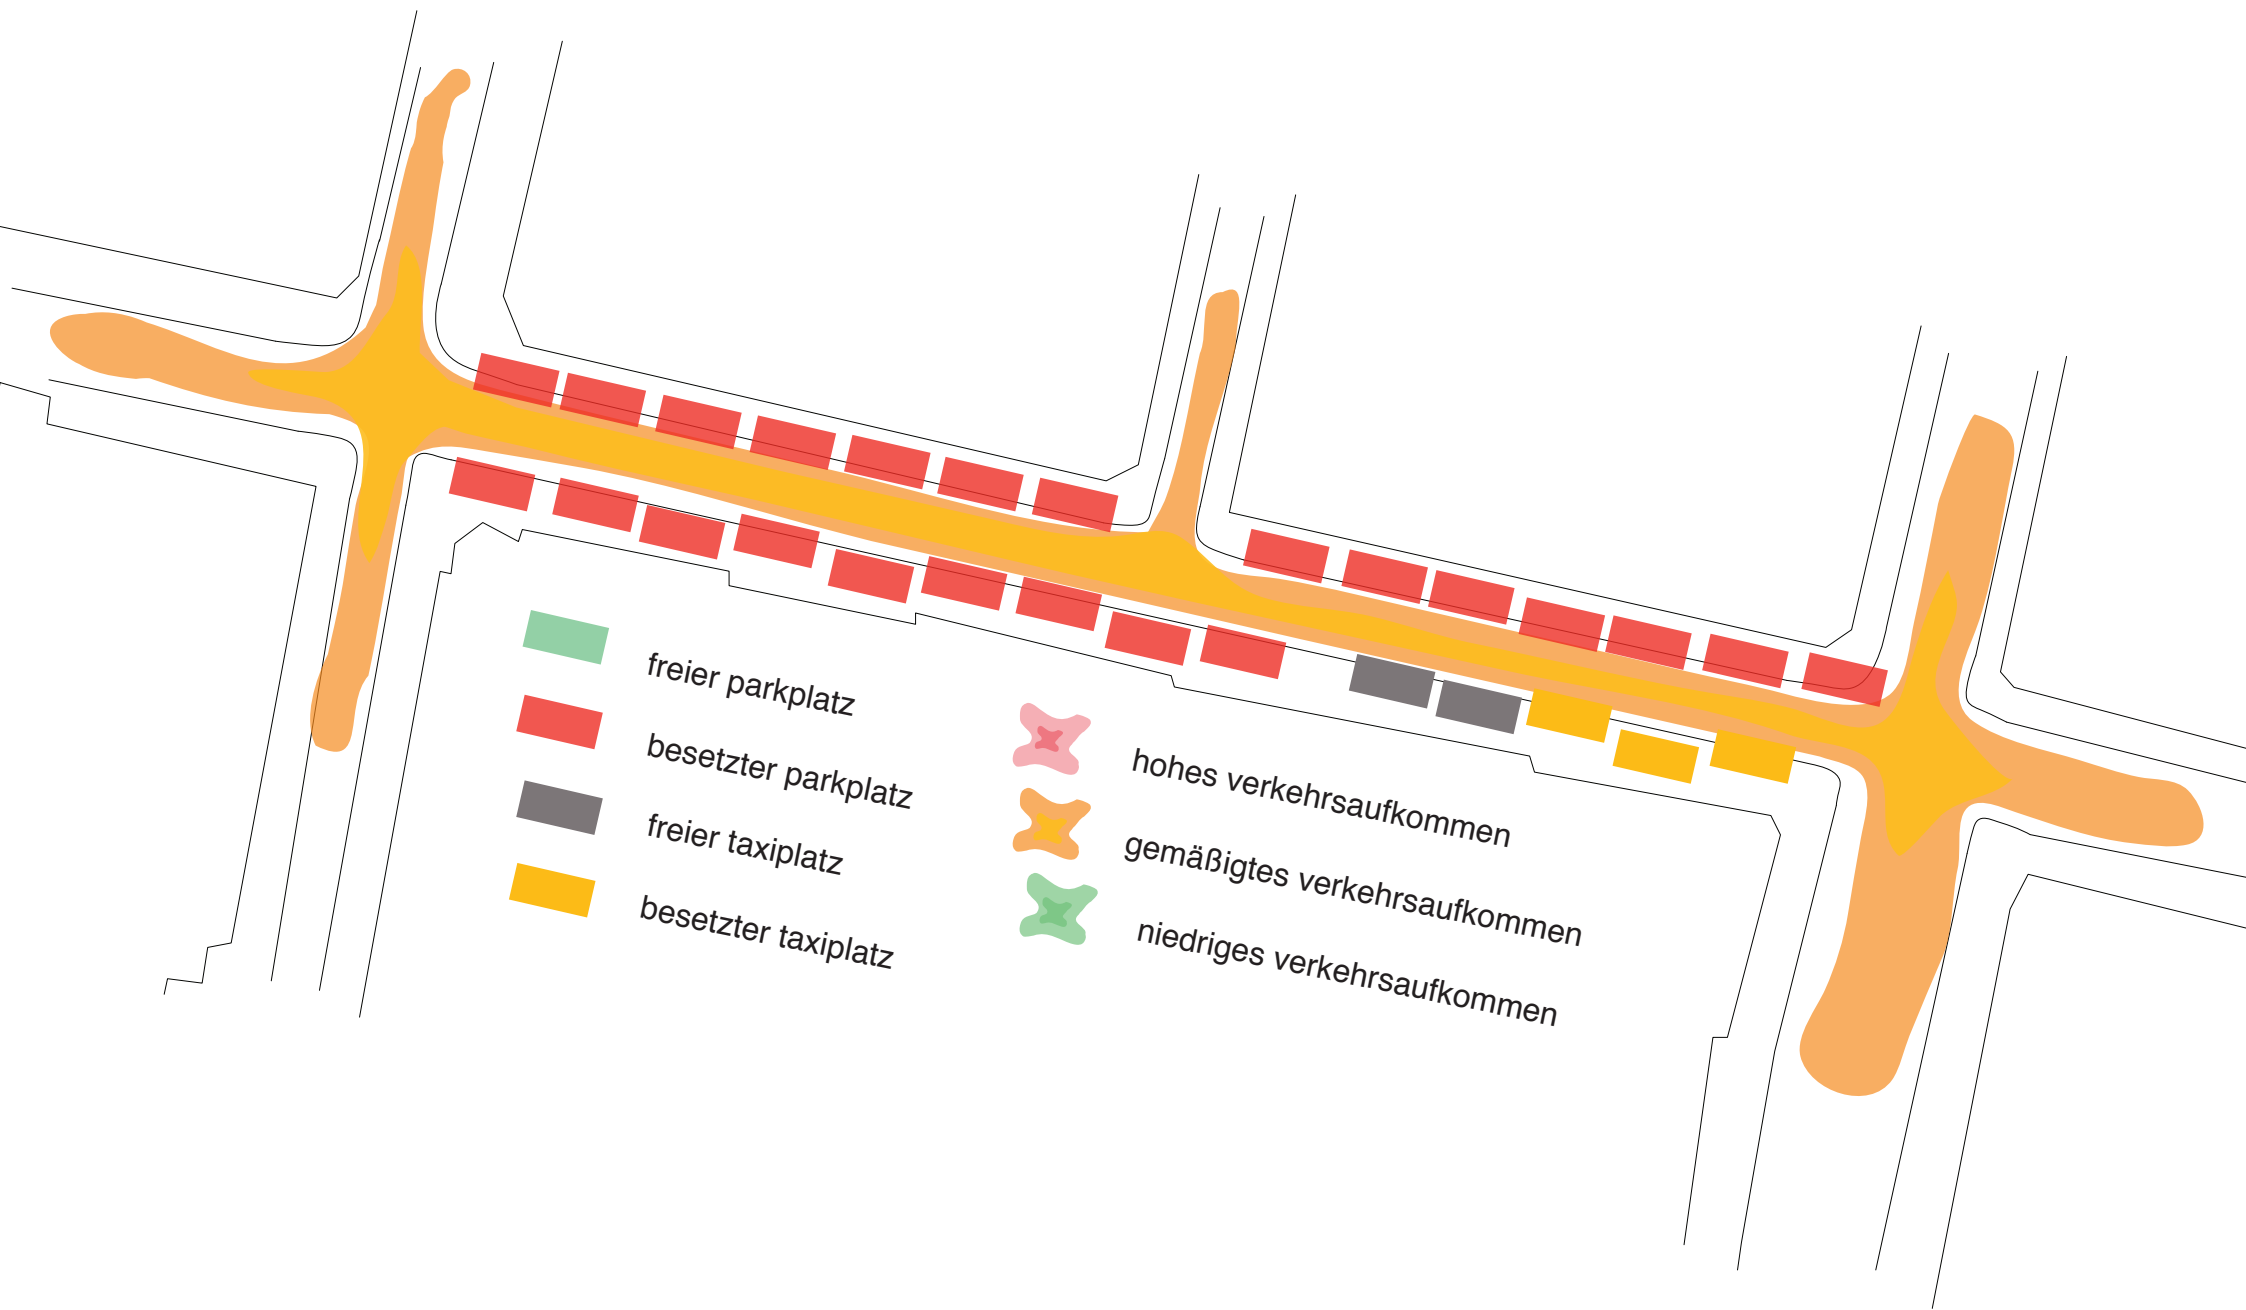 freier parkplatz
besetzter parkplatz
freier taxiplatz
besetzter taxiplatz
hohes verkehrsaufkommen
gemäßigtes verkehrsaufkommen
niedriges verkehrsaufkommen